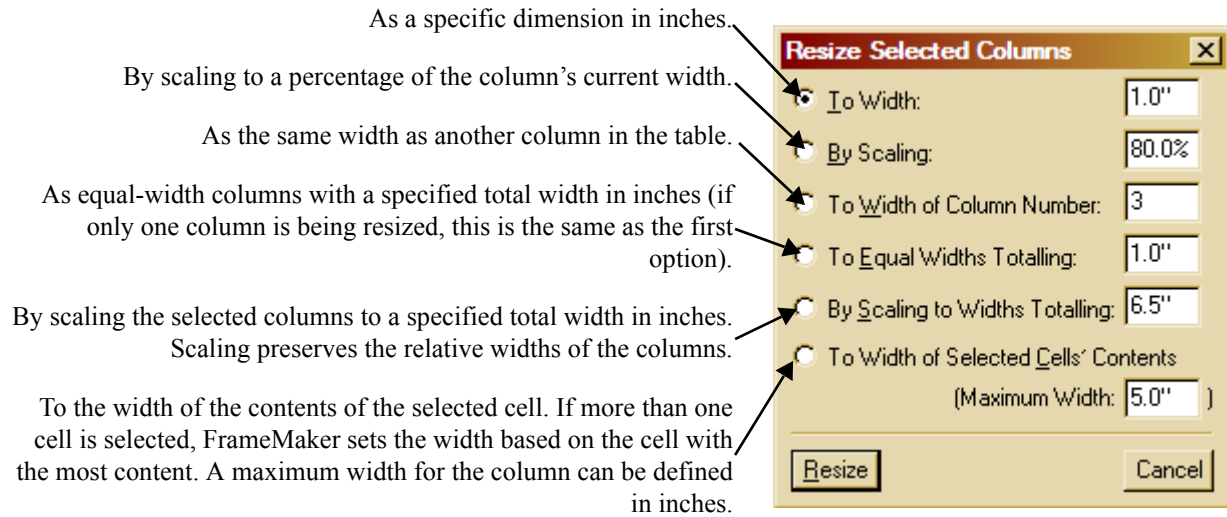 As a specific dimension in inches.
By scaling to a percentage of the column’s current width.
As the same width as another column in the table.
As equal-width columns with a specified total width in inches (if
only one column is being resized, this is the same as the first
option).
By scaling the selected columns to a specified total width in inches.
Scaling preserves the relative widths of the columns.
To the width of the contents of the selected cell. If more than one
cell is selected, FrameMaker sets the width based on the cell with
the most content. A maximum width for the column can be defined
in inches.
Resize Selected Columns
To Width: 1.0"
By Scaling: 80.0%
To Width of Column Number: 3
To Equal Widths Totalling: 1.0"
By Scaling to Widths Totalling: 6.5"
To Width of Selected Cells' Contents
(Maximum Width: 5.0" )
Resize Cancel